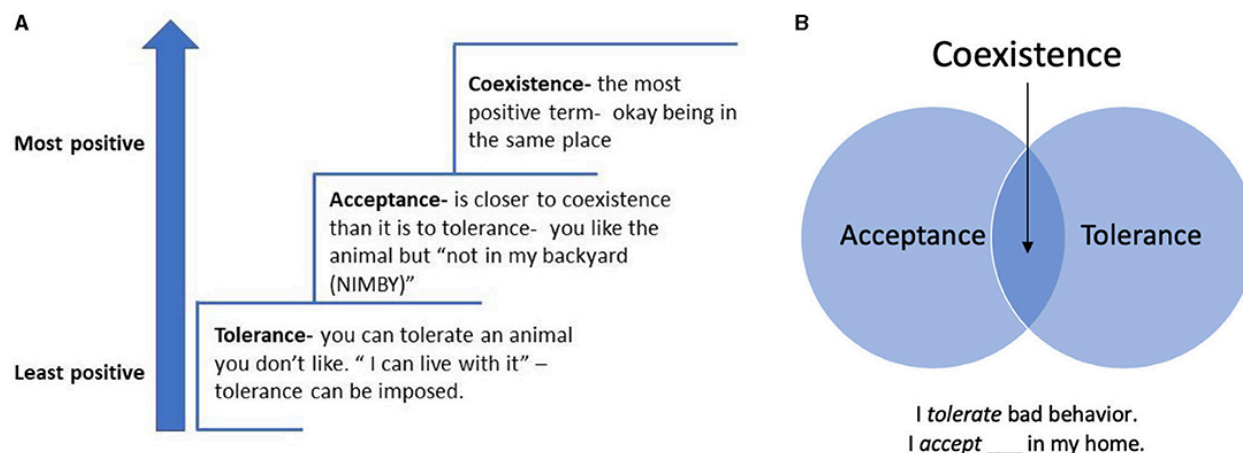 A
Most positive
Least positive
Coexistence- the most
positive term- okay being in
the same place
Acceptance- is closer to coexistence
than it is to tolerance- you like the
animal but “not in my backyard
(NIMBY)”
Tolerance- you can tolerate an animal
you don’t like. “ I can live with it” –
tolerance can be imposed.
B
Coexistence
Acceptance
Tolerance
I tolerate bad behavior.
I accept ___ in my home.